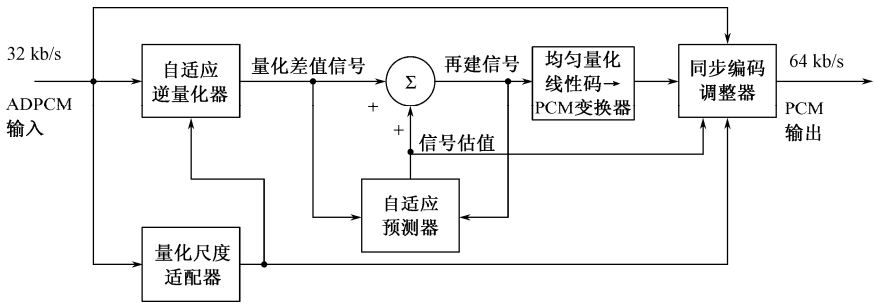 32 kb/s
ADPCM
输入
自适应
逆量化器
量化差值信号
+
Σ
+
再建信号
均匀量化
线性码→
PCM变换器
同步编码
调整器
64 kb/s
PCM
输出
信号估值
自适应
预测器
量化尺度
适配器